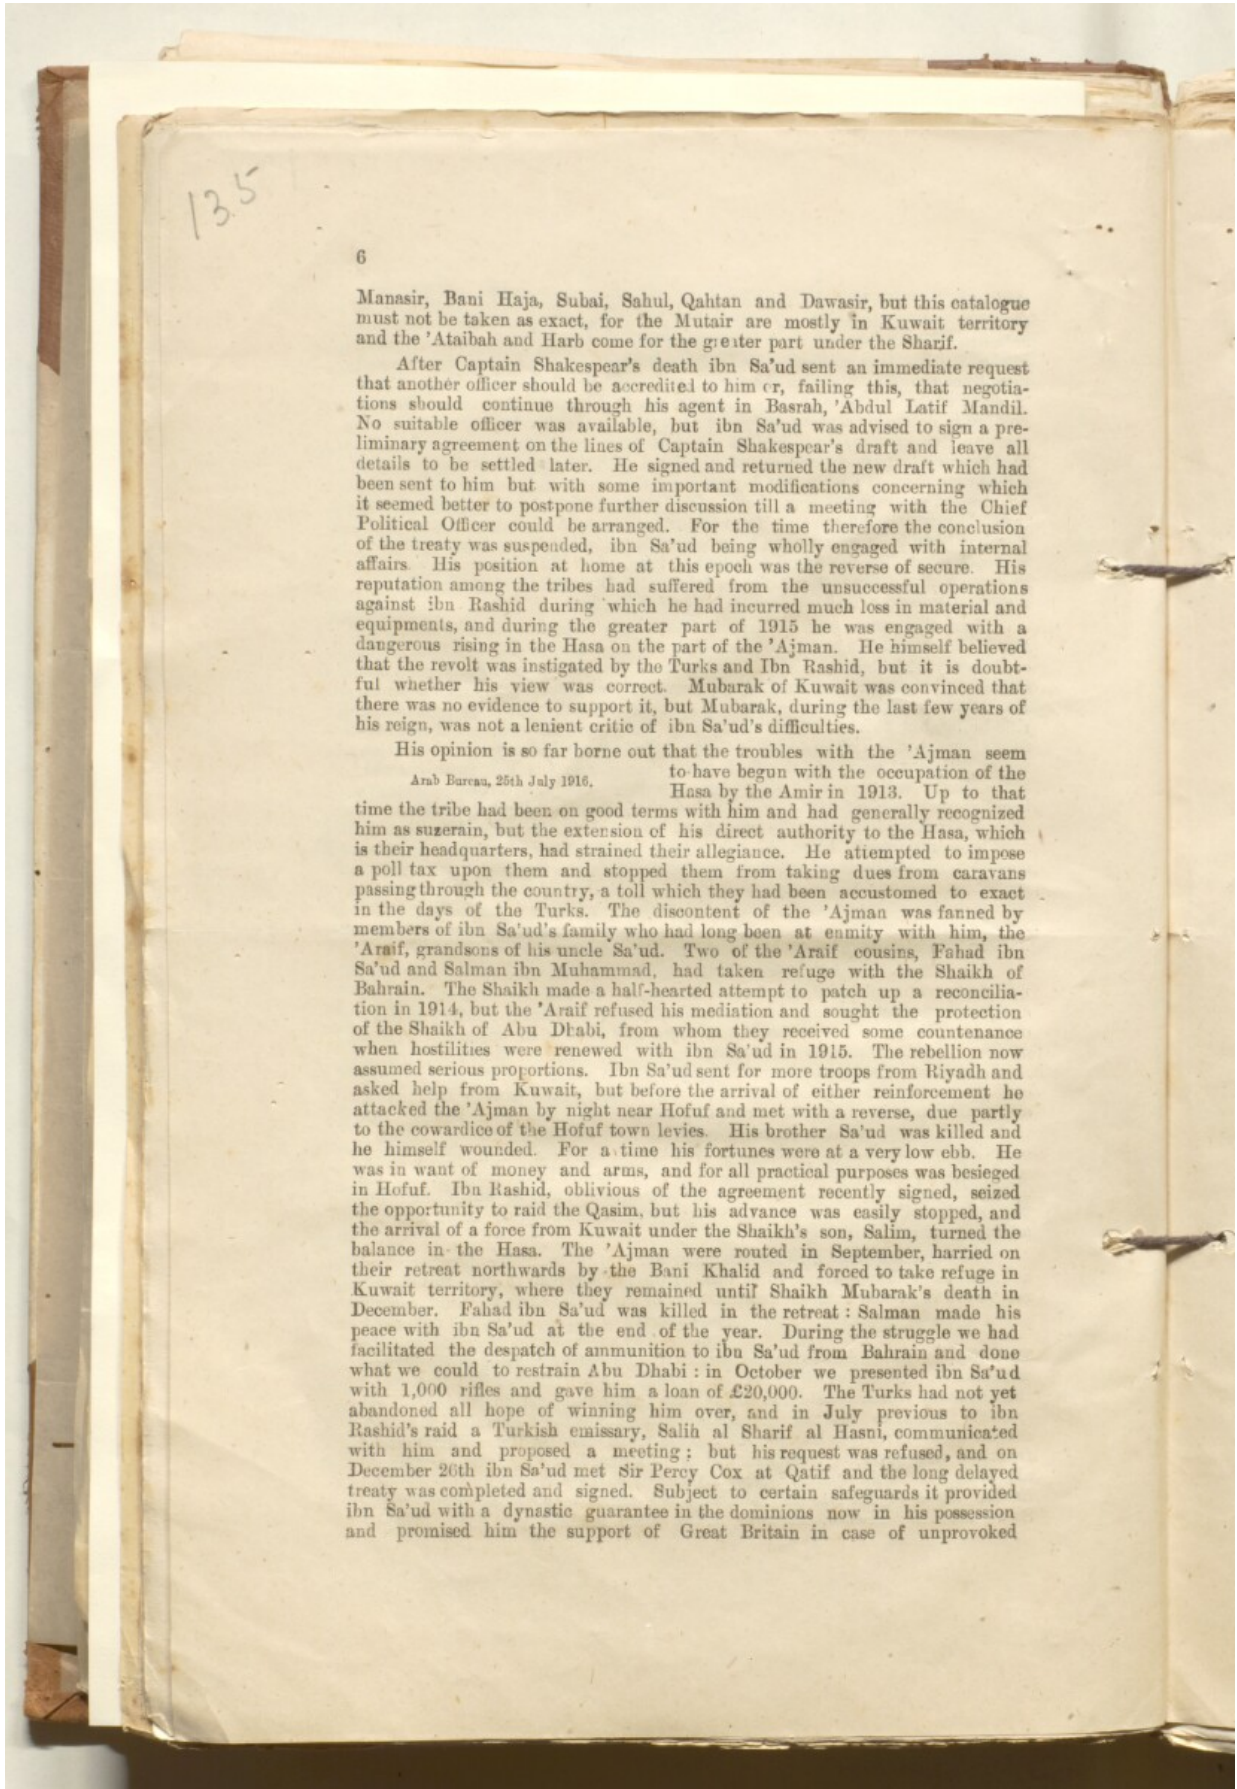 135
6
Manasir, Bani Haja, Subai, Sahul, Qahtan and Dawasir, but this catalogue
must not be taken as exact, for the Mutair are mostly in Kuwait territory
and the 'Ataibah and Harb come for the greater part under the Sharif.
After Captain Shakespear's death ibn Sa'ud sent an immediate request
that another officer should be accredited to him or, failing this, that negotia-
tions should continue through his agent in Basrah, 'Abdul Latif Mandil.
No suitable officer was available, but ibn Sa'ud was advised to sign a pre-
liminary agreement on the lines of Captain Shakespear's draft and leave all
details to be settled later. He signed and returned the new draft which had
been sent to him but with some important modifications concerning which
it seemed better to postpone further discussion till a meeting with the Chief
Political Officer could be arranged. For the time therefore the conclusion
of the treaty was suspended, ibn Sa'ud being wholly engaged with internal
affairs. His position at home at this epoch was the reverse of secure. His
reputation among the tribes had suffered from the unsuccessful operations
against ibn Rashid during which he had incurred much loss in material and
equipments, and during the greater part of 1915 he was engaged with a
dangerous rising in the Hasa on the part of the 'Ajman. He himself believed
that the revolt was instigated by the Turks and Ibn Rashid, but it is doubt-
ful whether his view was correct. Mubarak of Kuwait was convinced that
there was no evidence to support it, but Mubarak, during the last few years of
his reign, was not a lenient critic of ibn Sa'ud's difficulties.
His opinion is so far borne out that the troubles with the 'Ajman seem
to have begun with the occupation of the
Arab Bureau, 25th July 1916.
Hasa by the Amir in 1913. Up to that
time the tribe had been on good terms with him and had generally recognized
him as suzerain, but the extension of his direct authority to the Hasa, which
is their headquarters, had strained their allegiance. He attempted to impose
a poll tax upon them and stopped them from taking dues from caravans
passing through the country, a toll which they had been accustomed to exact
in the days of the Turks. The discontent of the 'Ajman was fanned by
members of ibn Sa'ud's family who had long been at enmity with him, the
'Araif, grandsons of his uncle Sa'ud. Two of the 'Araif cousins, Fahad ibn
Sa'ud and Salman ibn Muhammad, had taken refuge with the Shaikh of
Bahrain. The Shaikh made a half-hearted attempt to patch up a reconcilia-
tion in 1914, but the 'Araif refused his mediation and sought the protection
of the Shaikh of Abu Dhabi, from whom they received some countenance
when hostilities were renewed with ibn Sa'ud in 1915. The rebellion now
assumed serious proportions. Ibn Sa'ud sent for more troops from Riyadh and
asked help from Kuwait, but before the arrival of either reinforcement he
attacked the 'Ajman by night near Hofuf and met with a reverse, due partly
to the cowardice of the Hofuf town levies. His brother Sa'ud was killed and
he himself wounded. For a time his fortunes were at a very low ebb. He
was in want of money and arms, and for all practical purposes was besieged
in Hofuf. Ibn Rashid, oblivious of the agreement recently signed, seized
the opportunity to raid the Qasim, but his advance was easily stopped, and
the arrival of a force from Kuwait under the Shaikh's son, Salim, turned the
balance in the Hasa. The 'Ajman were routed in September, harried on
their retreat northwards by the Bani Khalid and forced to take refuge in
Kuwait territory, where they remained until Shaikh Mubarak's death in
December. Fahad ibn Sa'ud was killed in the retreat : Salman made his
peace with ibn Sa'ud at the end of the year. During the struggle we had
facilitated the despatch of ammunition to ibn Sa'ud from Bahrain and done
what we could to restrain Abu Dhabi : in October we presented ibn Sa'ud
with 1,000 rifles and gave him a loan of £20,000. The Turks had not yet
abandoned all hope of winning him over, and in July previous to ibn
Rashid's raid a Turkish emissary, Salih al Sharif al Hasni, communicated
with him and proposed a meeting ; but his request was refused, and on
December 26th ibn Sa'ud met Sir Percy Cox at Qatif and the long delayed
treaty was completed and signed. Subject to certain safeguards it provided
ibn Sa'ud with a dynastic guarantee in the dominions now in his possession
and promised him the support of Great Britain in case of unprovoked